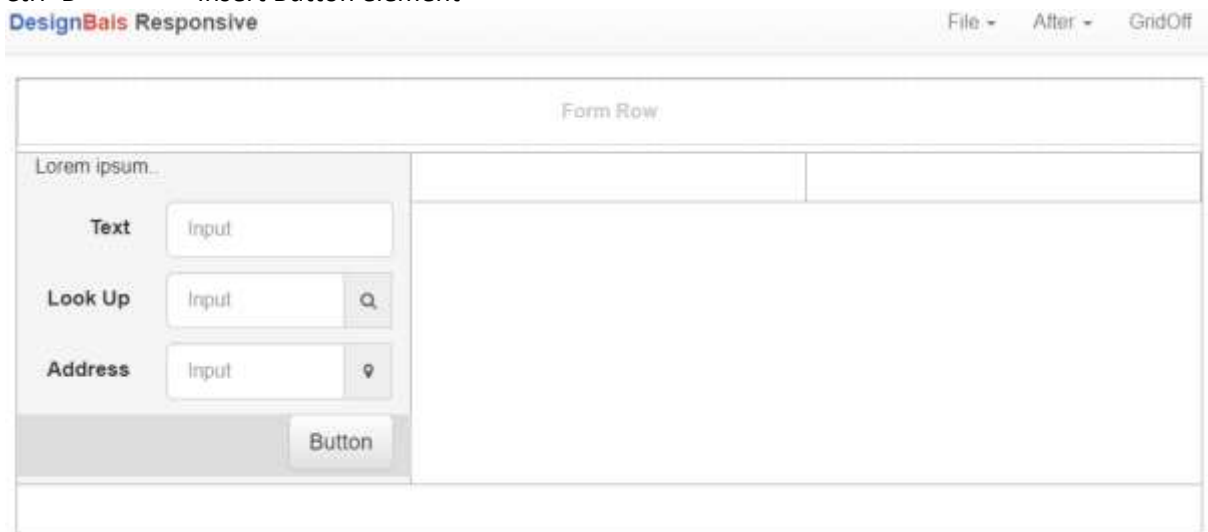 Ctrl+B Insert Button element
DesignBais Responsive File After GridOff
Form Row
Lorem ipsum..
Text Input
Look Up Input
Address Input
Button